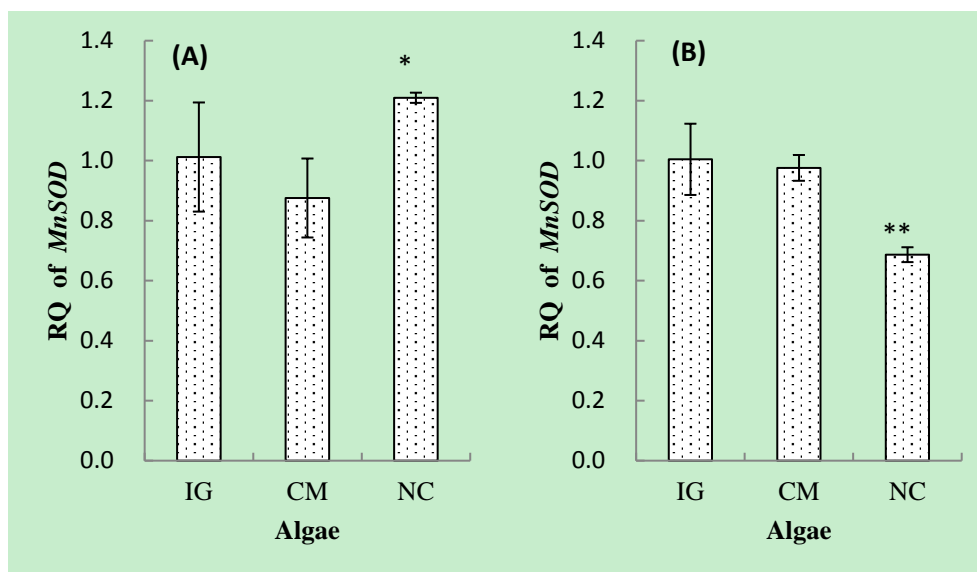 (A)
RQ of MnSOD
1.4
1.2
1.0
0.8
0.6
0.4
0.2
0.0
*
IG CM NC
Algae
(B)
RQ of MnSOD
1.4
1.2
1.0
0.8
0.6
0.4
0.2
0.0
**
IG CM NC
Algae